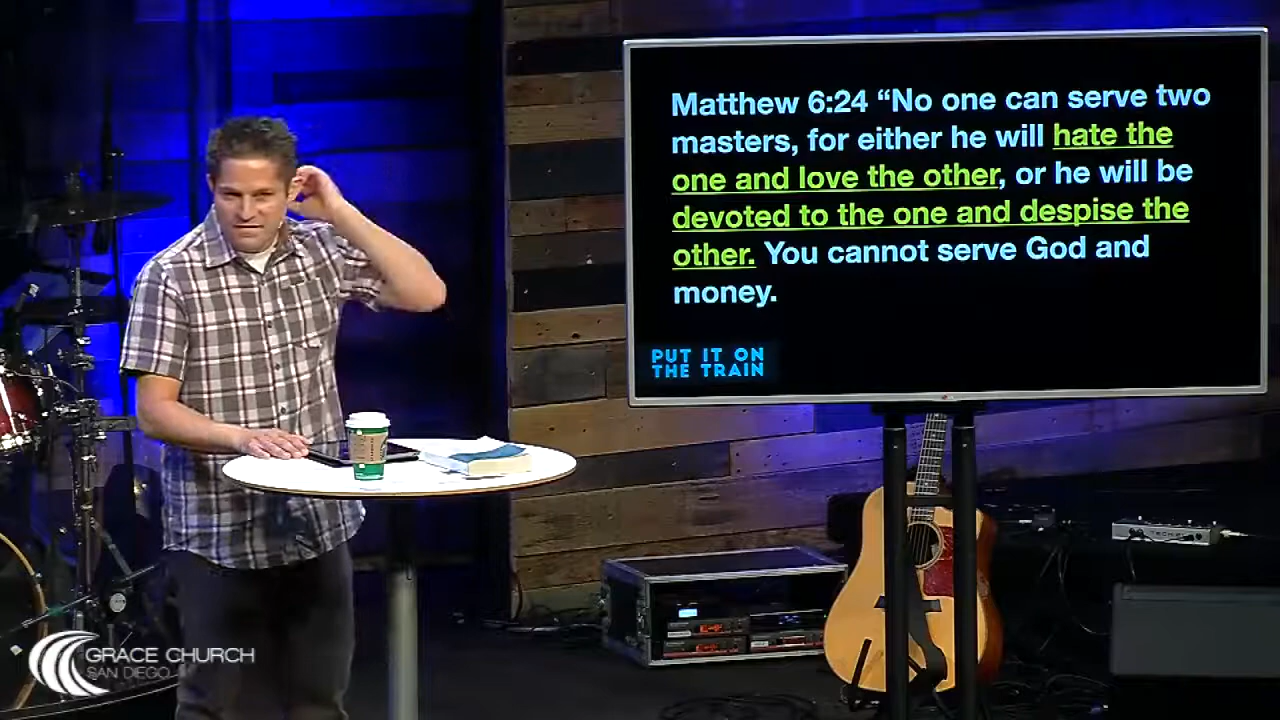 Matthew 6:24 “No one can serve two
masters, for either he will hate the
one and love the other, or he will be
devoted to the one and despise the
other. You cannot serve God and
money.
PUT IT ON
THE TRAIN
GRACE CHURCH
SAN DIEGO